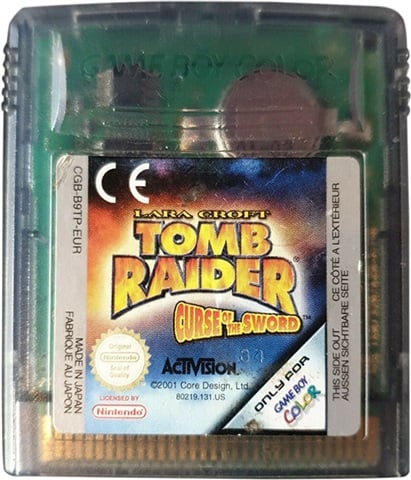 GAME BOY COLOR
CE
CGB-B9TP-EUR
MADE IN JAPAN
FABRIQUÉ AU JAPON
LARA CROFT
TOMB
RAIDER®
CURSE OF THE SWORD™
Original
Nintendo
Seal of
Quality
LICENSED BY
Nintendo
ACTIVISION
©2001 Core Design, Ltd.
80219.131.US
ONLY FOR
GAME BOY
COLOR
THIS SIDE OUT CE CÔTÉ A L'EXTÉRIEUR
AUSSEN SICHTBARE SEITE